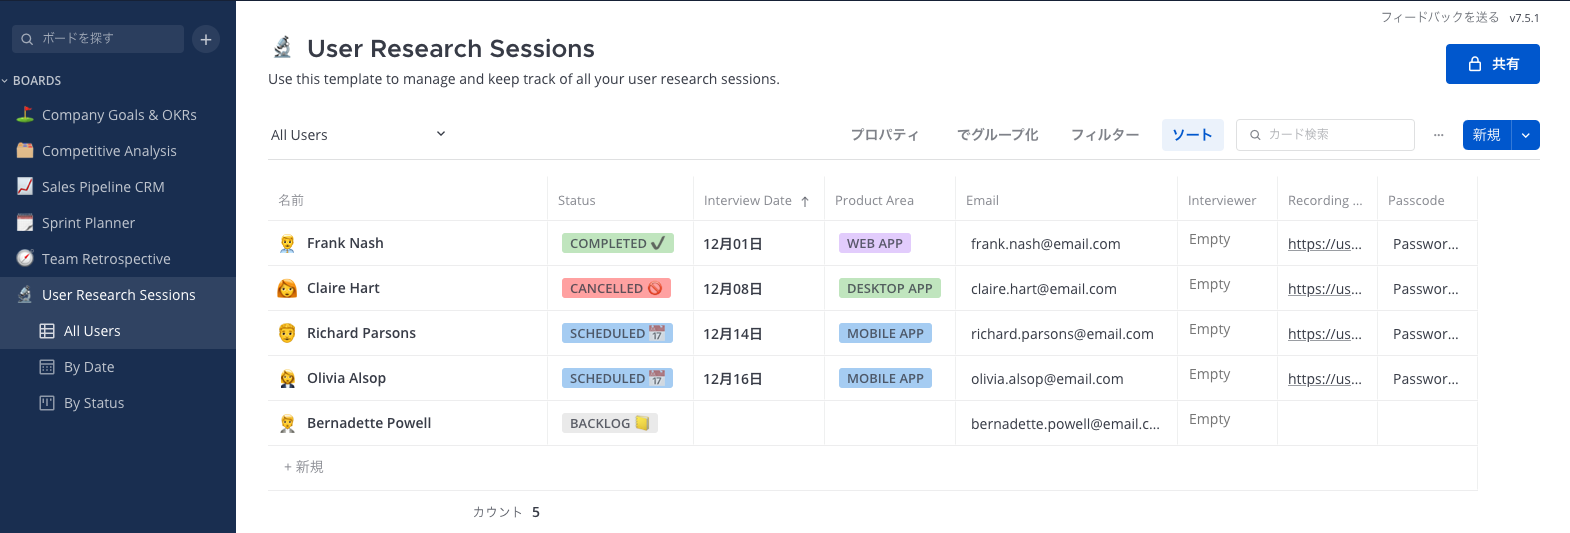 フィードバックを送る v7.5.1
ボードを探す
BOARDS
Company Goals & OKRs
Competitive Analysis
Sales Pipeline CRM
Sprint Planner
Team Retrospective
User Research Sessions
All Users
By Date
By Status
User Research Sessions
Use this template to manage and keep track of all your user research sessions.
共有
All Users プロパティ でグループ化 フィルター ソート カード検索 ... 新規
名前 Status Interview Date ↑ Product Area Email Interviewer Recording ... Passcode
Frank Nash COMPLETED ✔ 12月01日 WEB APP frank.nash@email.com Empty https://us... Passwor...
Claire Hart CANCELLED 🚫 12月08日 DESKTOP APP claire.hart@email.com Empty https://us... Passwor...
Richard Parsons SCHEDULED 📅 12月14日 MOBILE APP richard.parsons@email.com Empty https://us... Passwor...
Olivia Alsop SCHEDULED 📅 12月16日 MOBILE APP olivia.alsop@email.com Empty https://us... Passwor...
Bernadette Powell BACKLOG bernadette.powell@email.c... Empty
+ 新規
カウント 5